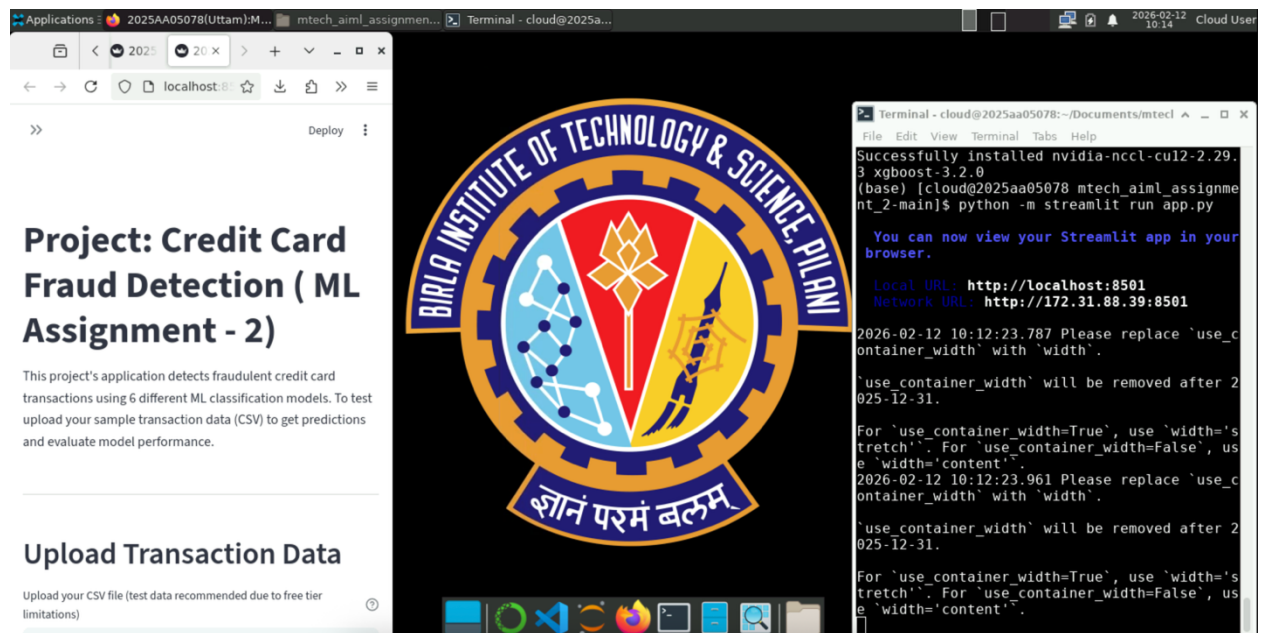 Applications
2025AA05078(Uttam):M...
mtech_aiml_assignmen...
Terminal - cloud@2025a...
2026-02-12
10:14
Cloud User
2025
20
localhost:85
Deploy
Project: Credit Card
Fraud Detection ( ML
Assignment - 2)
This project's application detects fraudulent credit card
transactions using 6 different ML classification models. To test
upload your sample transaction data (CSV) to get predictions
and evaluate model performance.
Upload Transaction Data
Upload your CSV file (test data recommended due to free tier
limitations)
BIRLA INSTITUTE OF TECHNOLOGY & SCIENCE, PILANI
ज्ञानं परमं बलम्
Terminal - cloud@2025aa05078:~/Documents/mtecl
File Edit View Terminal Tabs Help
Successfully installed nvidia-nccl-cu12-2.29.
3 xgboost-3.2.0
(base) [cloud@2025aa05078 mtech_aiml_assignme
nt_2-main]$ python -m streamlit run app.py
You can now view your Streamlit app in your
browser.
Local URL: http://localhost:8501
Network URL: http://172.31.88.39:8501
2026-02-12 10:12:23.787 Please replace `use_c
ontainer_width` with `width`.
`use_container_width` will be removed after 2
025-12-31.
For `use_container_width=True`, use `width='s
tretch'`. For `use_container_width=False`, us
e `width='content'`.
2026-02-12 10:12:23.961 Please replace `use_c
ontainer_width` with `width`.
`use_container_width` will be removed after 2
025-12-31.
For `use_container_width=True`, use `width='s
tretch'`. For `use_container_width=False`, us
e `width='content'`.